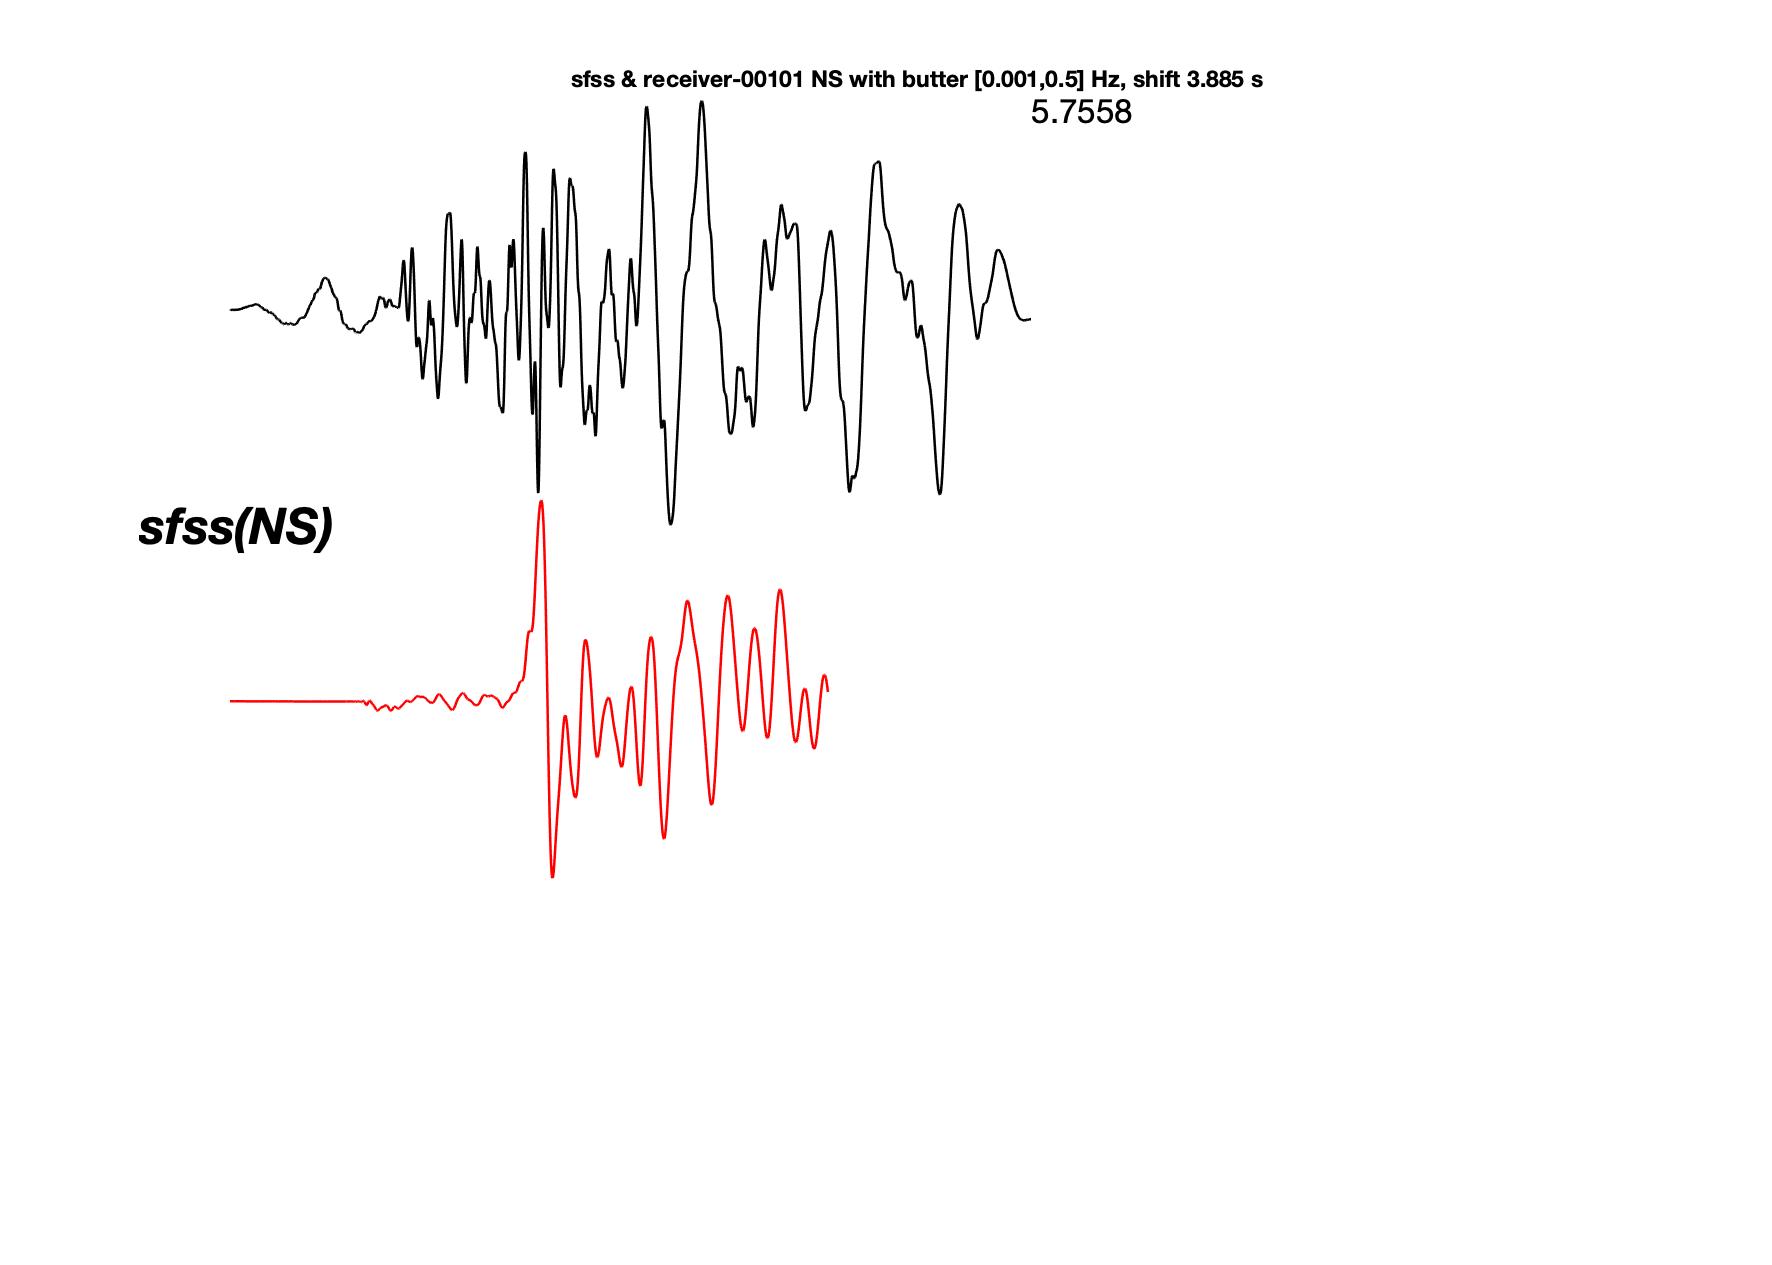 sfss & receiver-00101 NS with butter [0.001,0.5] Hz, shift 3.885 s
5.7558
sfss(NS)